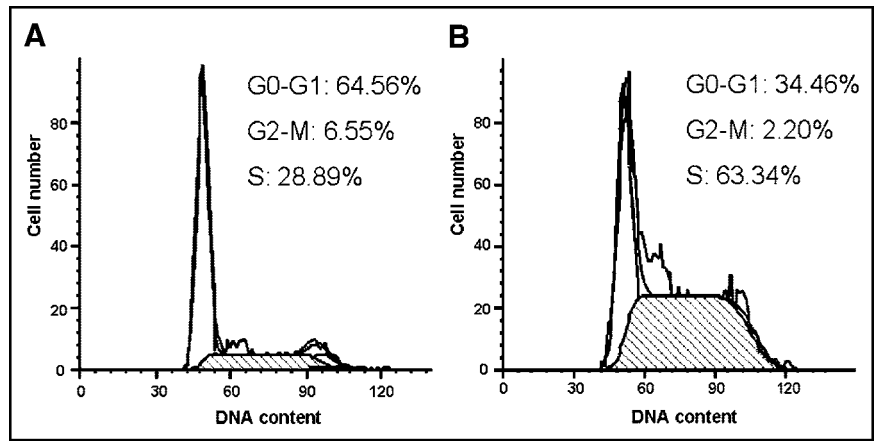 A
G0-G1: 64.56%
G2-M: 6.55%
S: 28.89%
Cell number
80
60
40
20
0
0 30 60 90 120
DNA content
B
G0-G1: 34.46%
G2-M: 2.20%
S: 63.34%
Cell number
80
60
40
20
0
0 30 60 90 120
DNA content